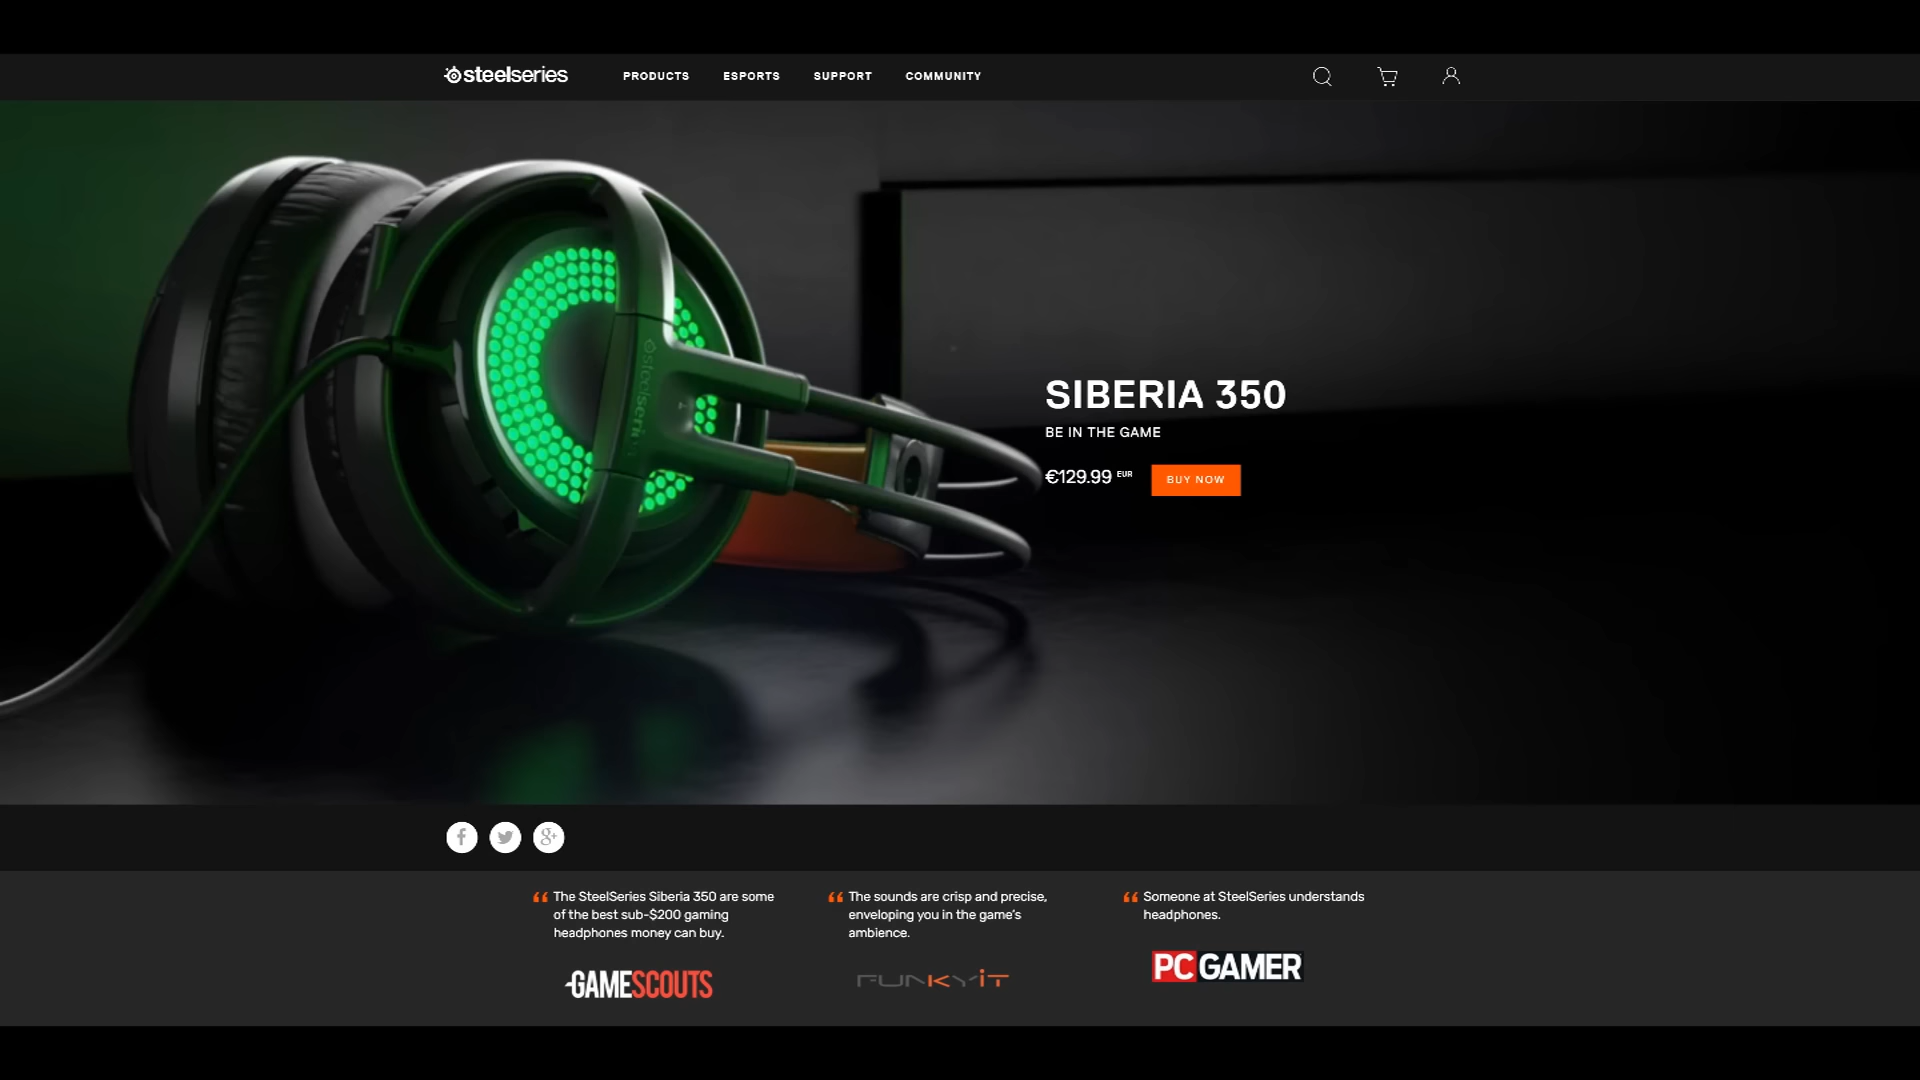 steelseries
PRODUCTS
ESPORTS
SUPPORT
COMMUNITY
steelseries
SIBERIA 350
BE IN THE GAME
€129.99 EUR
BUY NOW
f
g+
“ The SteelSeries Siberia 350 are some
of the best sub-$200 gaming
headphones money can buy.
GAMESCOUTS
“ The sounds are crisp and precise,
enveloping you in the game's
ambience.
FUNKYiT
“ Someone at SteelSeries understands
headphones.
PC GAMER